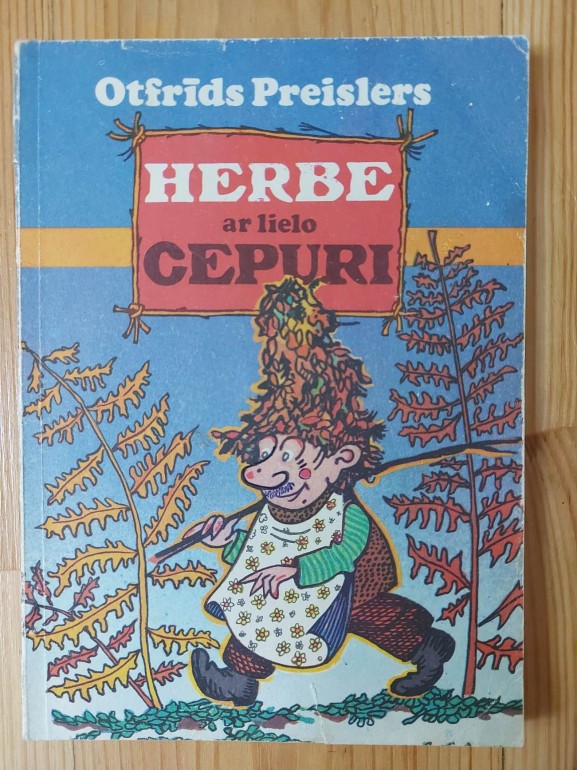 Otfrīds Preislers
HERBE
ar lielo
CEPURI